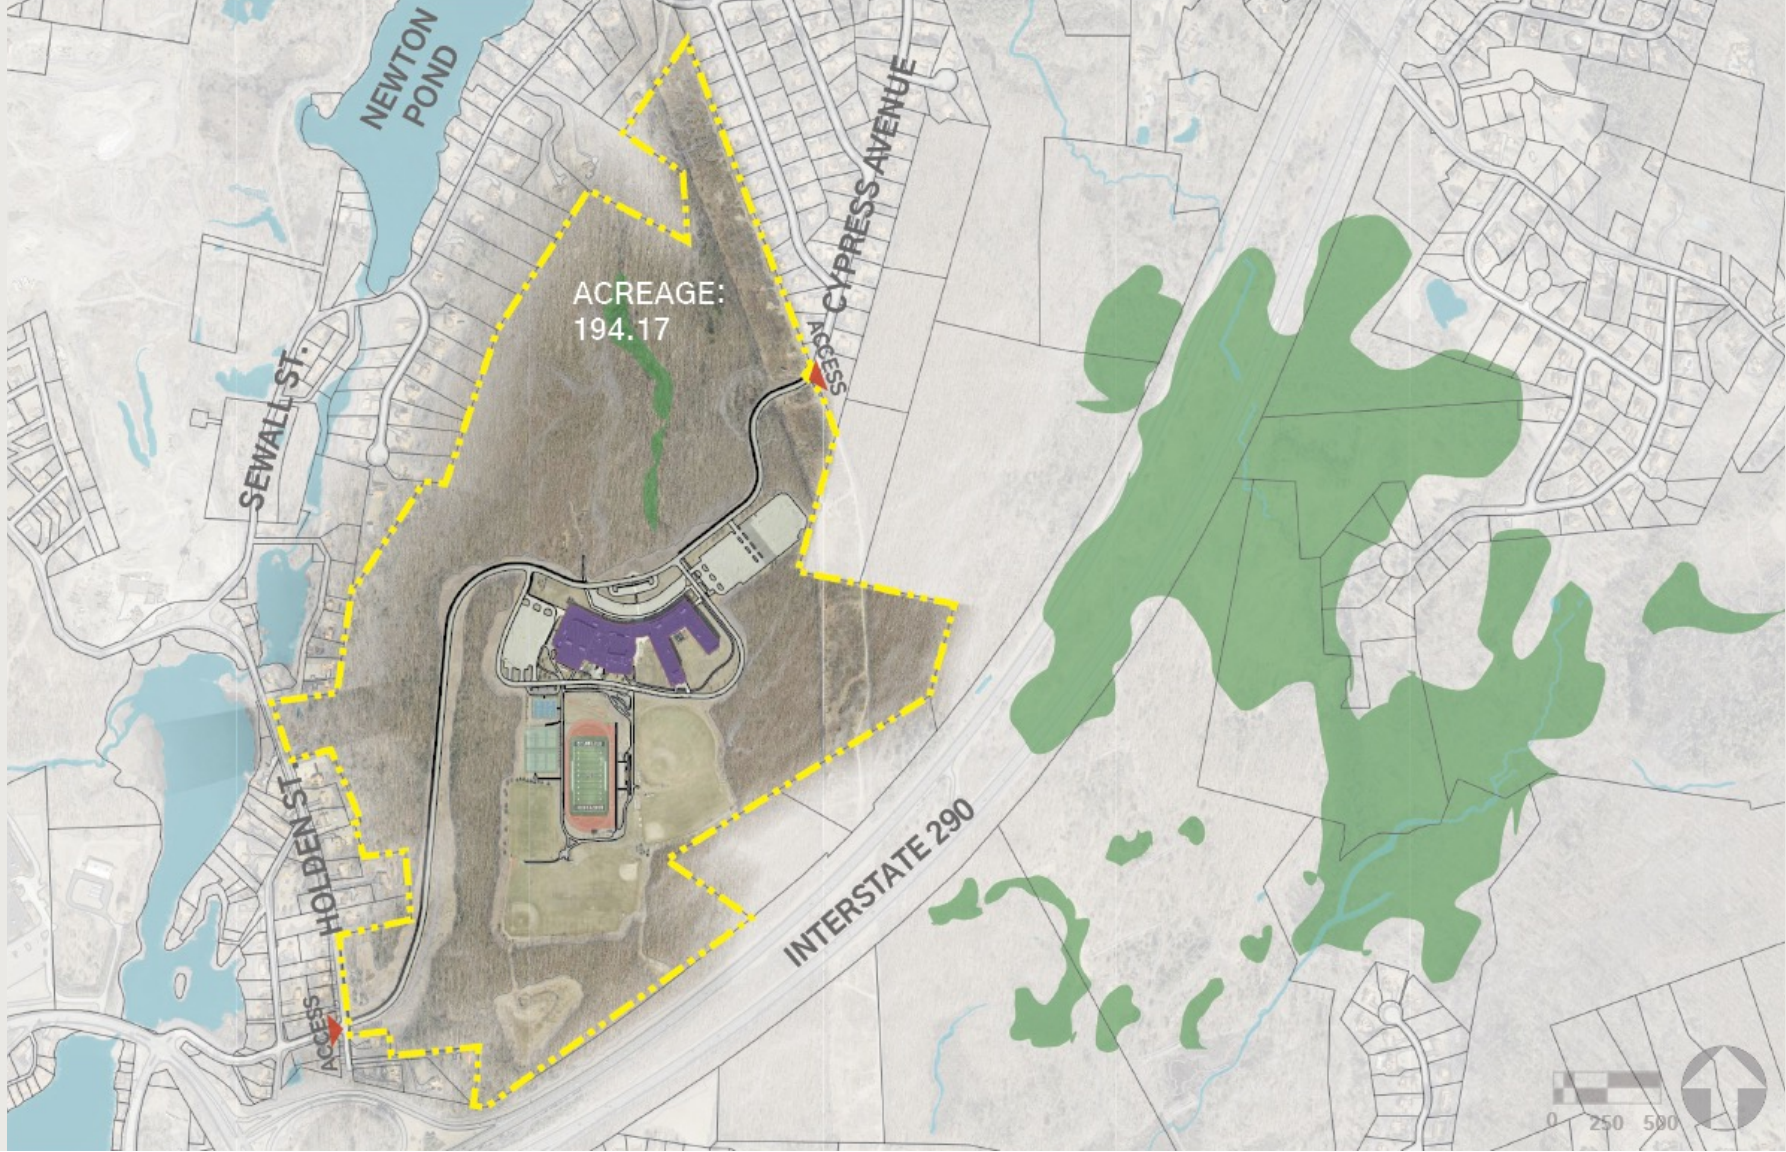 NEWTON
POND
CYPRESS AVENUE
ACREAGE:
194.17
ACCESS
SEWALL ST.
HOLDEN ST
INTERSTATE 290
ACCESS
0 250 500